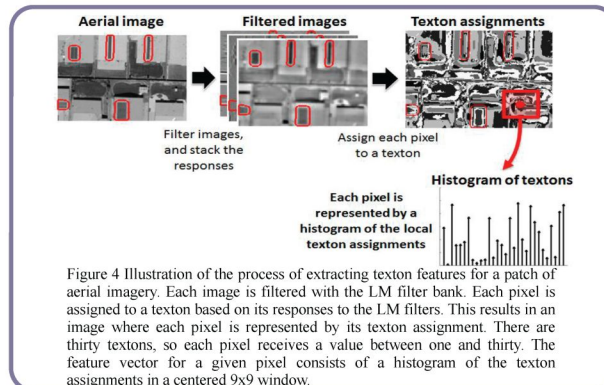 Aerial image
Filtered images
Texton assignments
Filter images,
and stack the
responses
Assign each pixel
to a texton
Histogram of textons
Each pixel is
represented by a
histogram of the local
texton assignments
Figure 4 Illustration of the process of extracting texton features for a patch of
aerial imagery. Each image is filtered with the LM filter bank. Each pixel is
assigned to a texton based on its responses to the LM filters. This results in an
image where each pixel is represented by its texton assignment. There are
thirty textons, so each pixel receives a value between one and thirty. The
feature vector for a given pixel consists of a histogram of the texton
assignments in a centered 9x9 window.